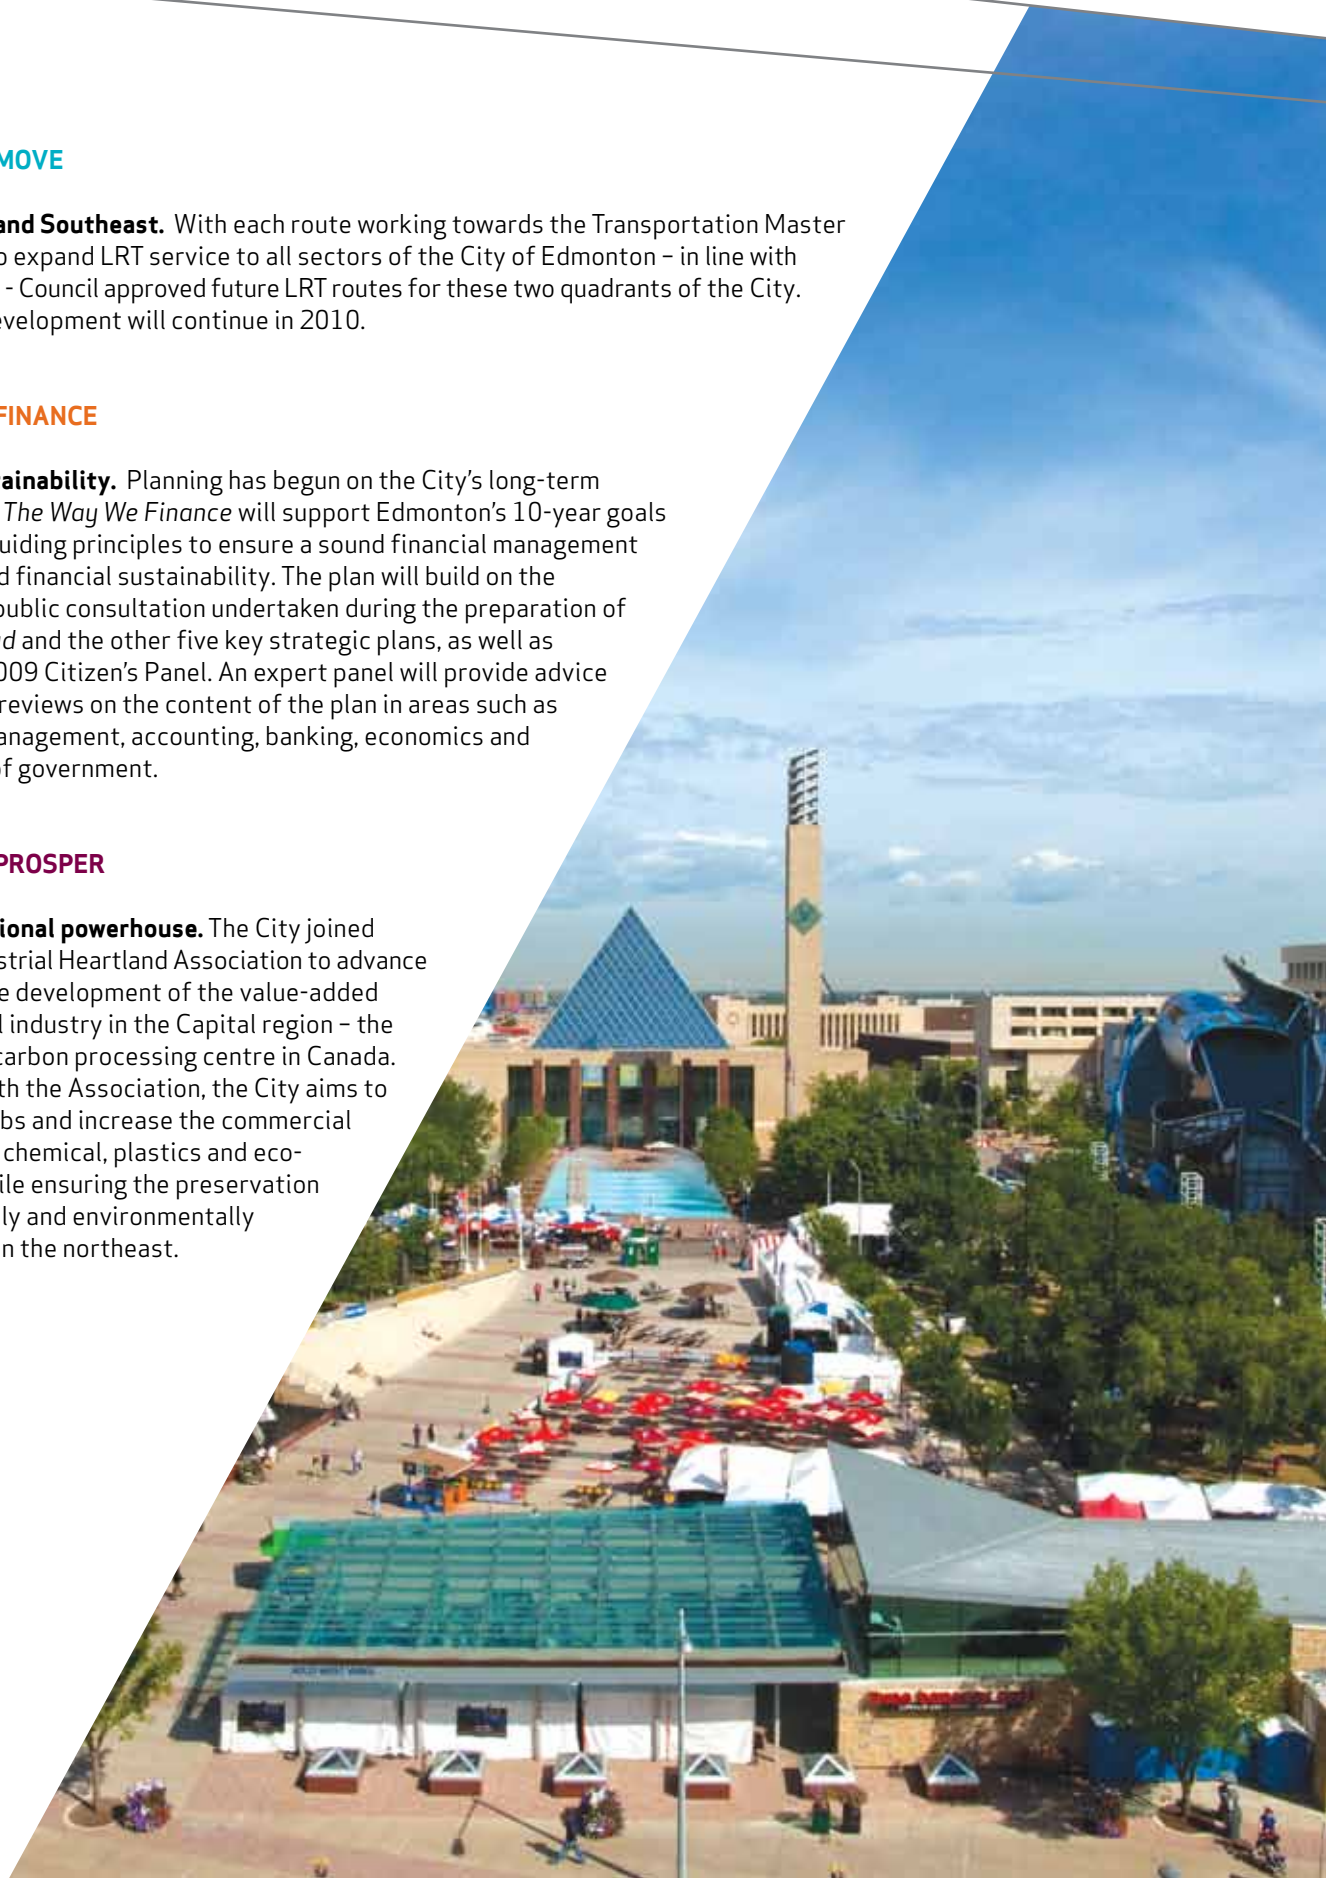 MOVE
and Southeast. With each route working towards the Transportation Master
o expand LRT service to all sectors of the City of Edmonton – in line with
- Council approved future LRT routes for these two quadrants of the City.
evelopment will continue in 2010.
FINANCE
ainability. Planning has begun on the City’s long-term
The Way We Finance will support Edmonton’s 10-year goals
uiding principles to ensure a sound financial management
d financial sustainability. The plan will build on the
public consultation undertaken during the preparation of
d and the other five key strategic plans, as well as
009 Citizen’s Panel. An expert panel will provide advice
reviews on the content of the plan in areas such as
anagement, accounting, banking, economics and
of government.
PROSPER
ional powerhouse. The City joined
strial Heartland Association to advance
e development of the value-added
l industry in the Capital region – the
carbon processing centre in Canada.
th the Association, the City aims to
bs and increase the commercial
chemical, plastics and eco-
ile ensuring the preservation
ly and environmentally
n the northeast.